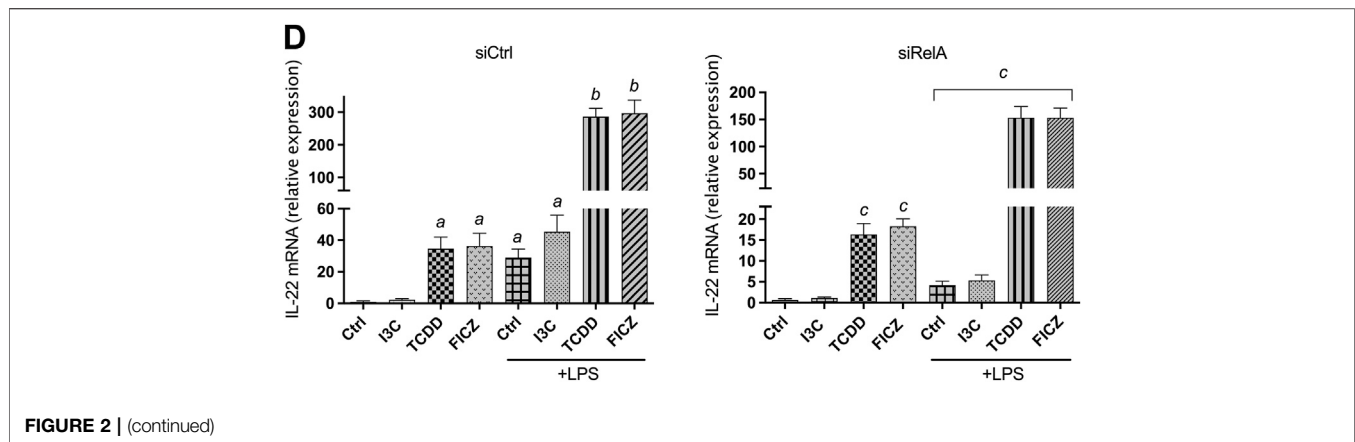 D
siCtrl
IL-22 mRNA (relative expression)
300
200
100
60
40
20
0
a
a
a
a
b
b
Ctrl
I3C
TCDD
FICZ
Ctrl
I3C
TCDD
FICZ
+LPS
siRelA
IL-22 mRNA (relative expression)
200
150
100
50
20
15
10
5
0
c
c
c
Ctrl
I3C
TCDD
FICZ
Ctrl
I3C
TCDD
FICZ
+LPS
FIGURE 2 | (continued)